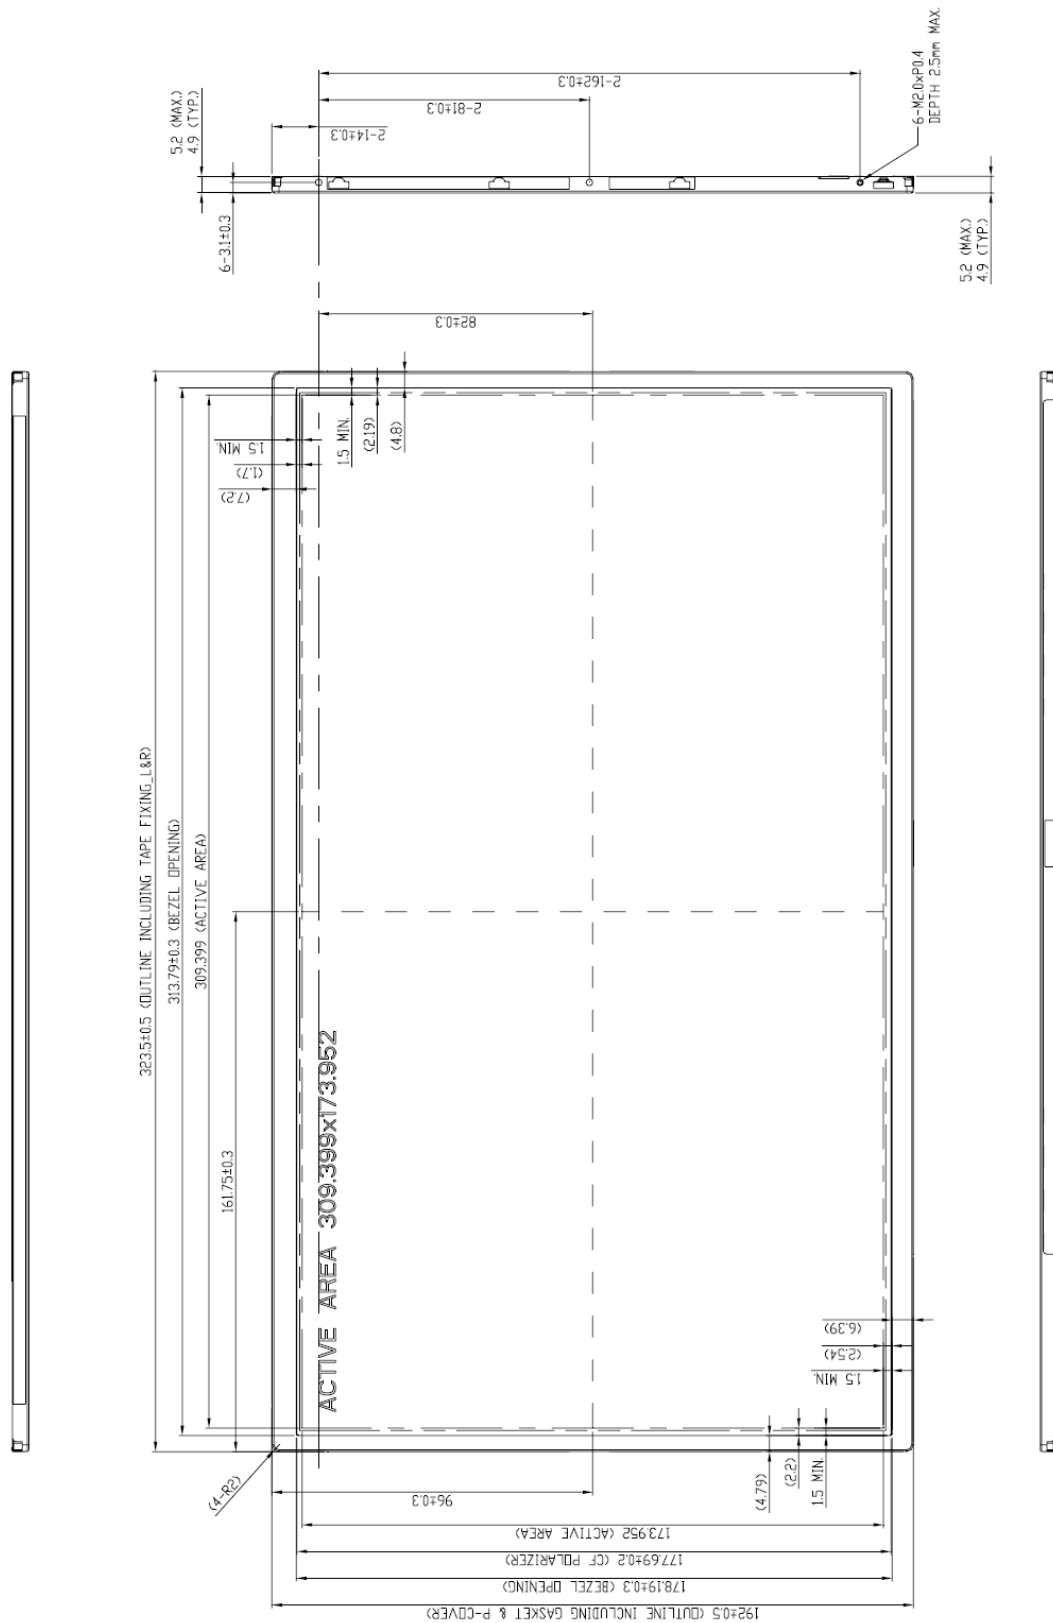 2-162±0.3
2-81±0.3
2-14±0.3
5.2 (MAX.)
4.9 (TYP.)
6-M2.0xP0.4
DEPTH 2.5mm MAX.
6-3.1±0.3
5.2 (MAX.)
4.9 (TYP.)
82±0.3
1.5 MIN.
(1.7)
(7.2)
1.5 MIN.
(2.19)
(4.8)
323.5±0.5 (OUTLINE INCLUDING TAPE FIXING_L&R)
313.79±0.3 (BEZEL OPENING)
309.399 (ACTIVE AREA)
161.75±0.3
ACTIVE AREA 309.399x173.952
(6.39)
(2.54)
1.5 MIN.
(4-R2)
96±0.3
(4.79)
(2.2)
1.5 MIN.
173.952 (ACTIVE AREA)
177.69±0.2 (CF POLARIZER)
178.19±0.3 (BEZEL OPENING)
192±0.5 (OUTLINE INCLUDING GASKET & P-COVER)